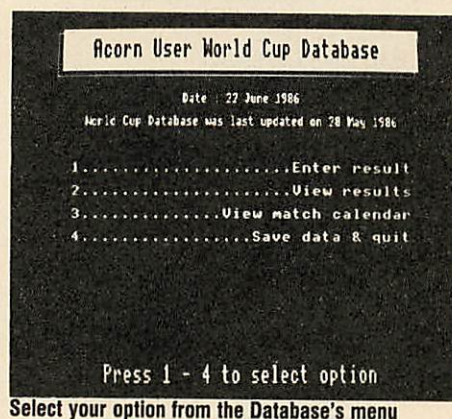 Acorn User World Cup Database
Date : 22 June 1986
World Cup Database was last updated on 28 May 1986
1......................Enter result
2......................View results
3...............View match calendar
4..................Save data & quit
Press 1 - 4 to select option
Select your option from the Database's menu